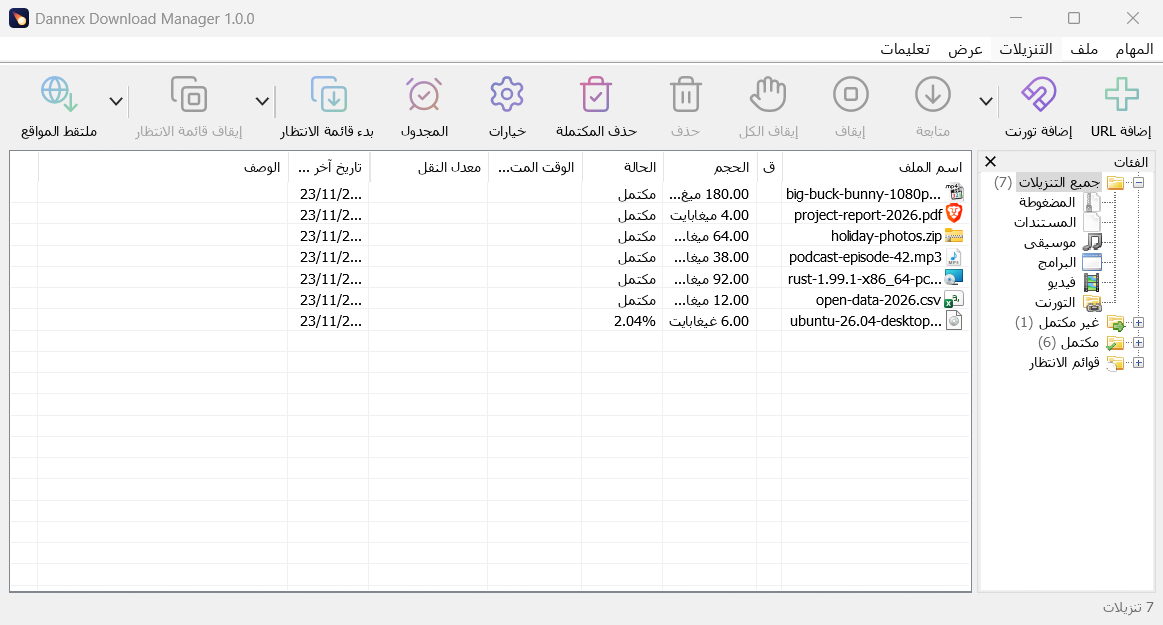 Dannex Download Manager 1.0.0
المهام ملف التنزيلات عرض تعليمات
إضافة URL إضافة تورنت متابعة إيقاف إيقاف الكل حذف حذف المكتملة خيارات المجدول بدء قائمة الانتظار إيقاف قائمة الانتظار ملتقط المواقع
الفئات
جميع التنزيلات (7)
المضغوطة
المستندات
موسيقى
البرامج
فيديو
التورنت
غير مكتمل (1)
مكتمل (6)
قوائم الانتظار
اسم الملف ق الحجم الحالة الوقت المت... معدل النقل تاريخ آخر ... الوصف
big-buck-bunny-1080p... 180.00 ميغ... مكتمل 23/11/2...
project-report-2026.pdf 4.00 ميغابايت مكتمل 23/11/2...
holiday-photos.zip 64.00 ميغا... مكتمل 23/11/2...
podcast-episode-42.mp3 38.00 ميغا... مكتمل 23/11/2...
rust-1.99.1-x86_64-pc... 92.00 ميغا... مكتمل 23/11/2...
open-data-2026.csv 12.00 ميغا... مكتمل 23/11/2...
ubuntu-26.04-desktop... 6.00 غيغابايت 2.04% 23/11/2...
7 تنزيلات